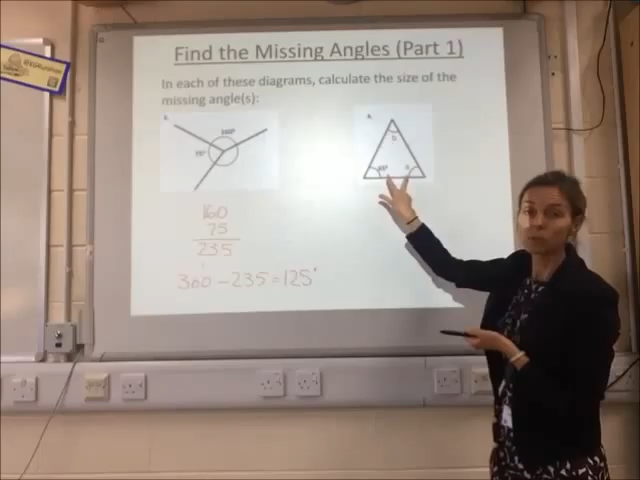 Find the Missing Angles (Part 1)
In each of these diagrams, calculate the size of the
missing angle(s):
160°
75°
160
75
235
360 - 235 = 125°